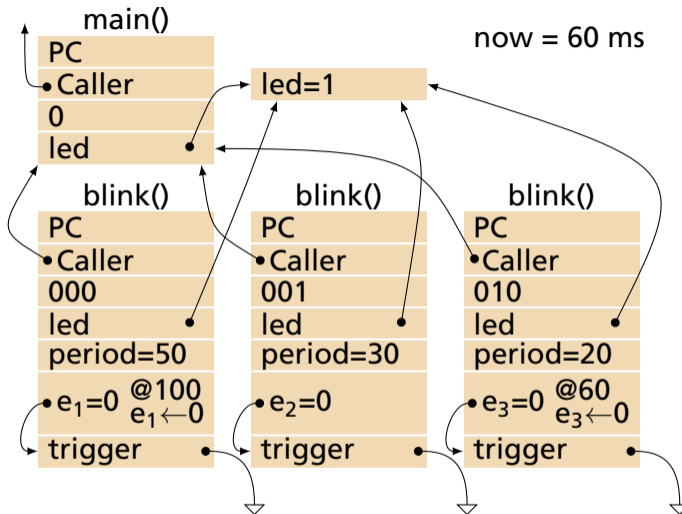 main()
now = 60 ms
PC
Caller
led=1
0
led
blink()
PC
Caller
000
led
period=50
e₁=0 @100
e₁←0
trigger
blink()
PC
Caller
001
led
period=30
e₂=0
trigger
blink()
PC
Caller
010
led
period=20
e₃=0 @60
e₃←0
trigger